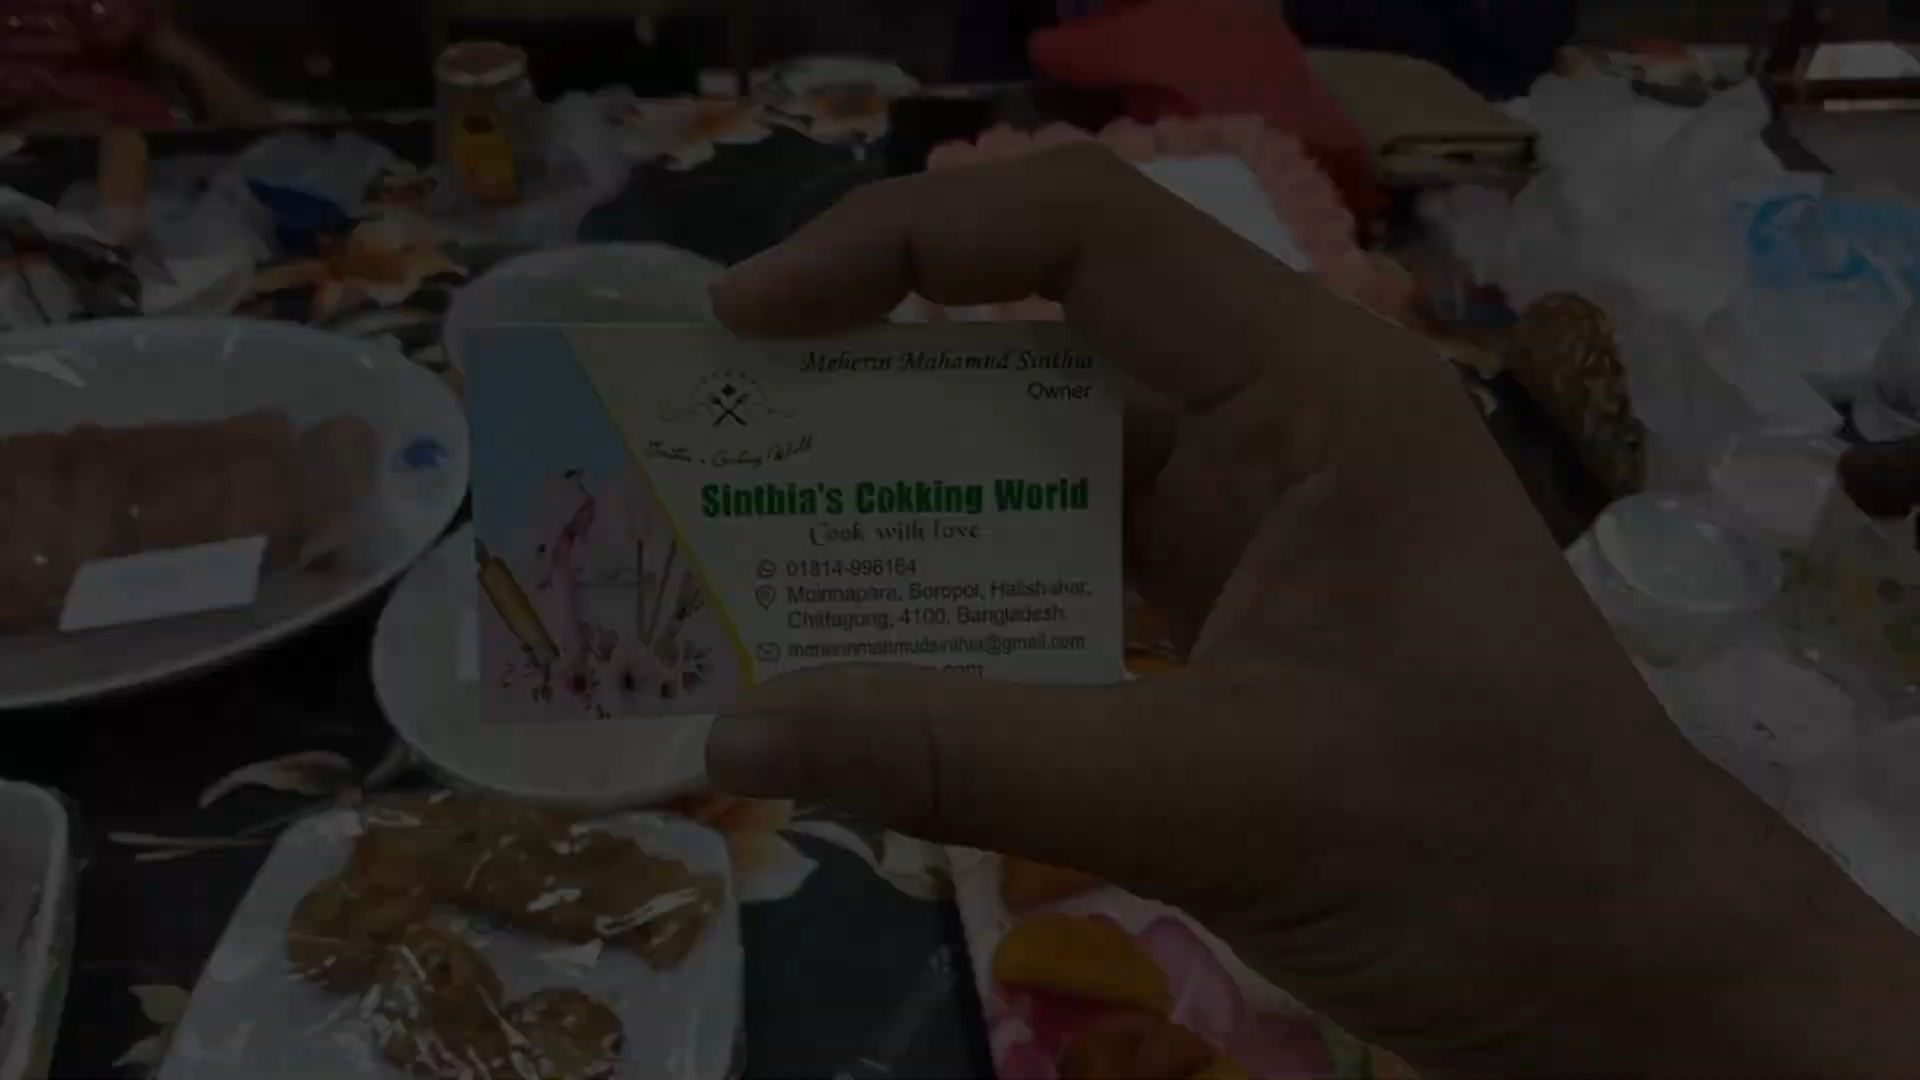 Meherin Mahamud Sinthia
Owner
Sinthia's Cokking World
Cook with love
01814-996164
Moinnapara, Boropol, Halishahar,
Chittagong, 4100, Bangladesh.
meherinmahmudsinthia@gmail.com